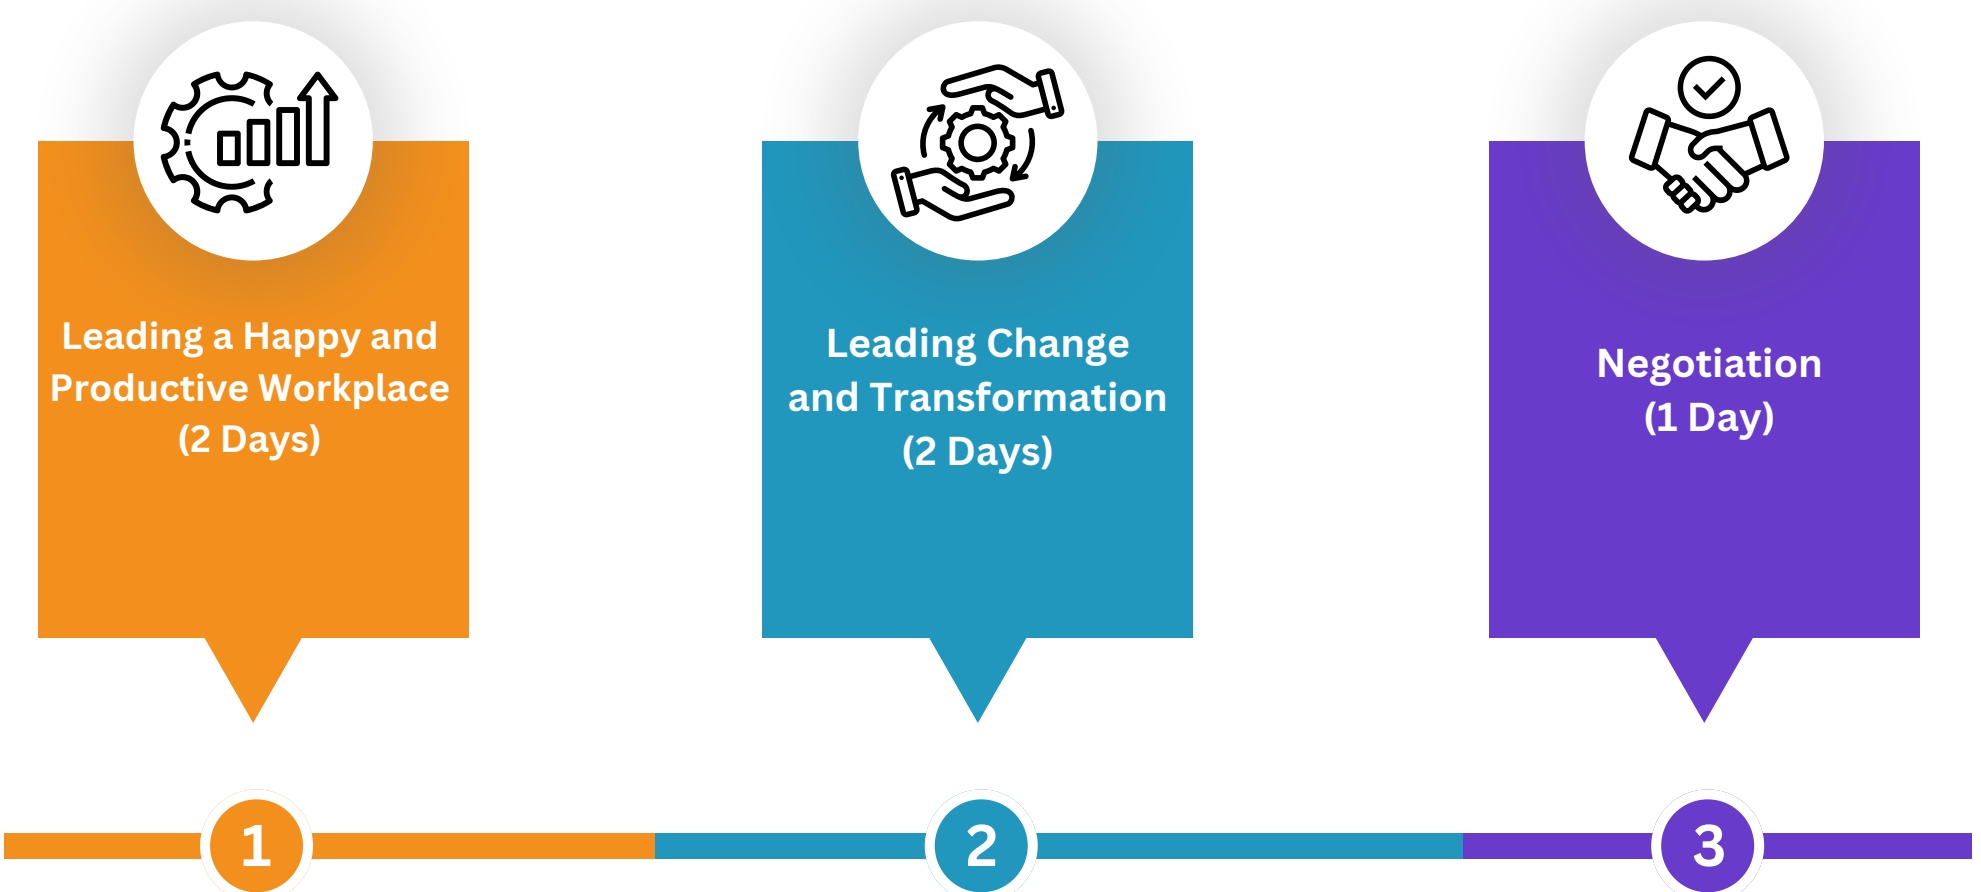 Leading a Happy and
Productive Workplace
(2 Days)
Leading Change
and Transformation
(2 Days)
Negotiation
(1 Day)
1
2
3